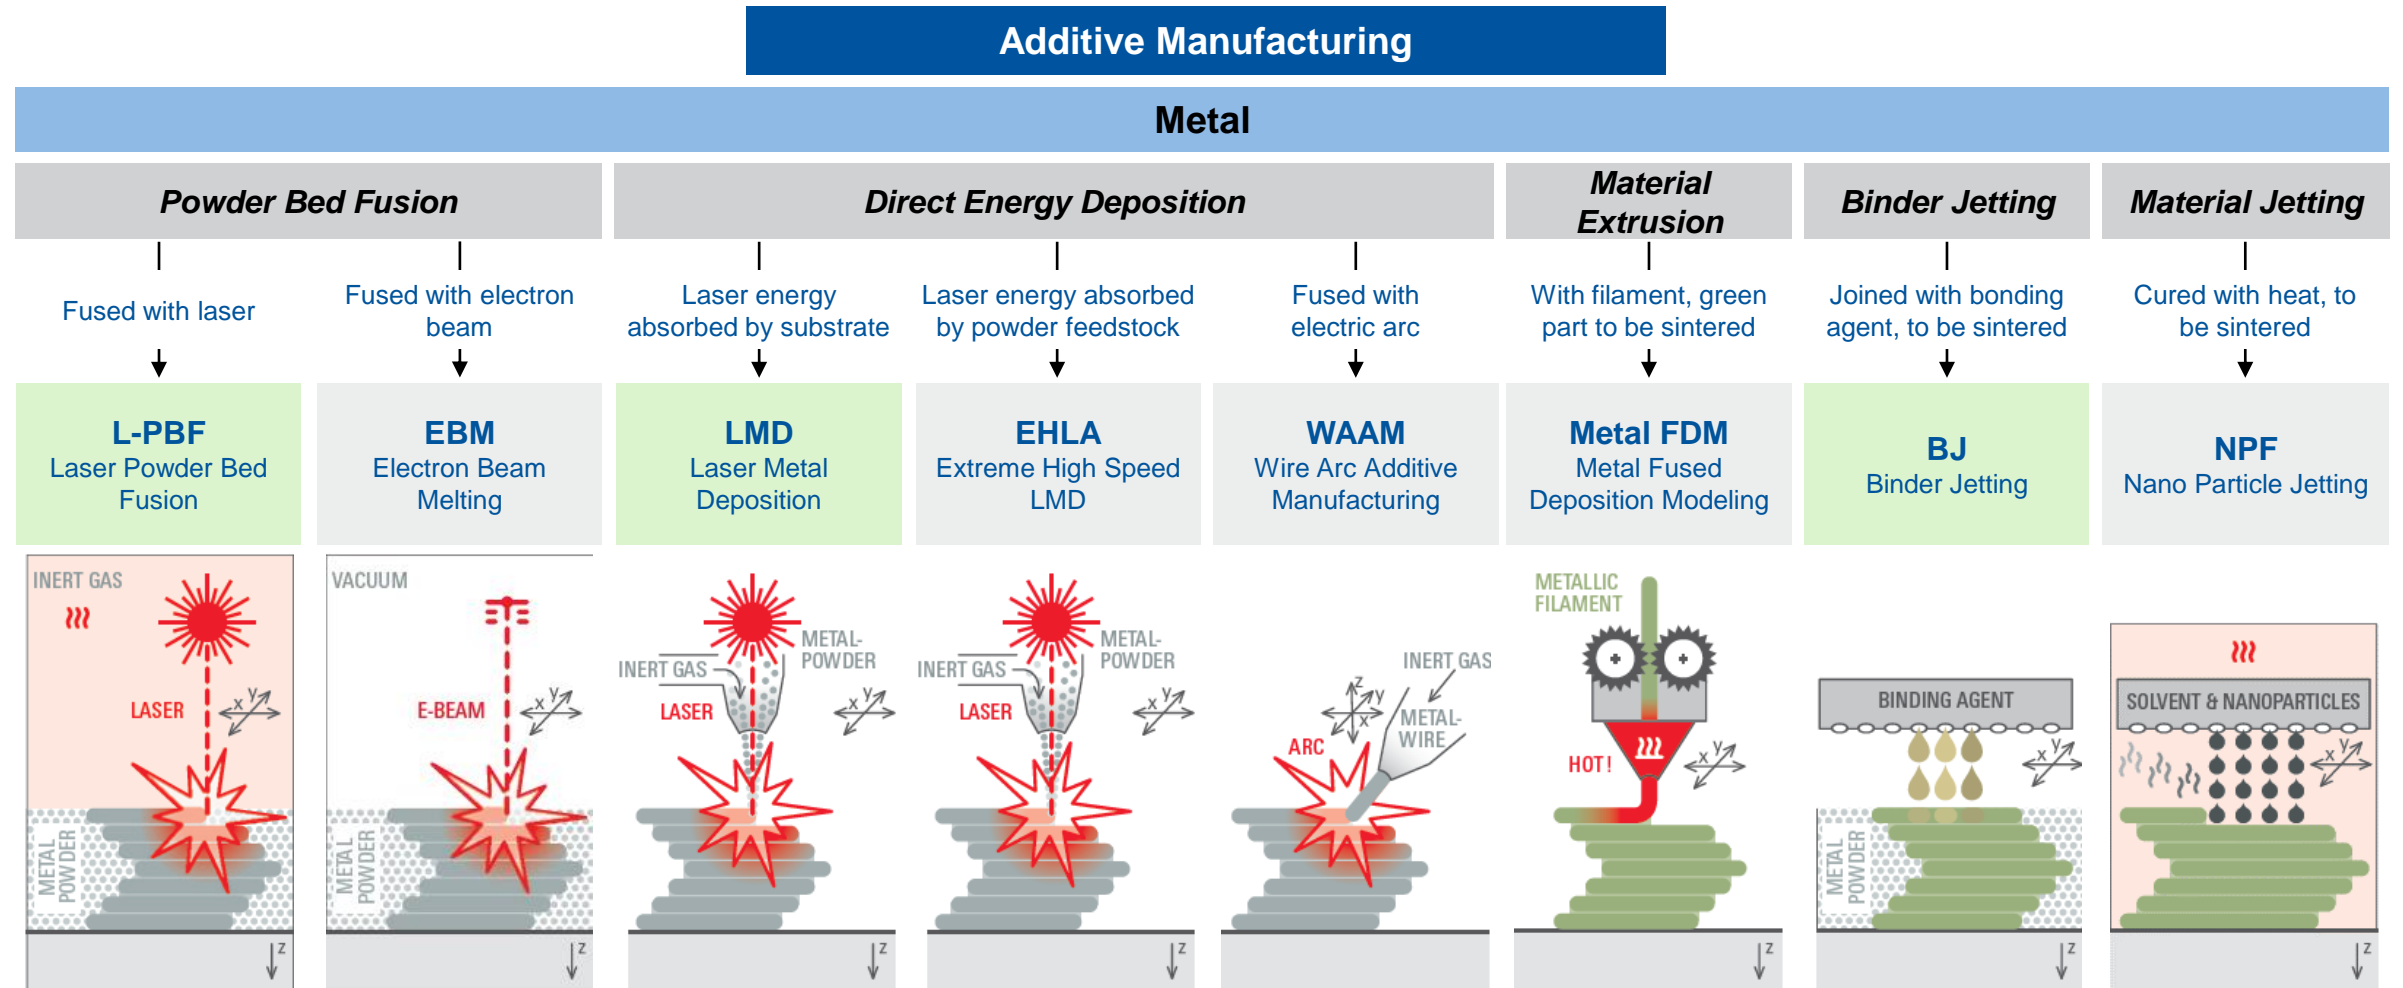 Additive Manufacturing
Metal
Powder Bed Fusion
Direct Energy Deposition
Material
Extrusion
Binder Jetting
Material Jetting
Fused with laser
Fused with electron
beam
Laser energy
absorbed by substrate
Laser energy absorbed
by powder feedstock
Fused with
electric arc
With filament, green
part to be sintered
Joined with bonding
agent, to be sintered
Cured with heat, to
be sintered
L-PBF
Laser Powder Bed
Fusion
EBM
Electron Beam
Melting
LMD
Laser Metal
Deposition
EHLA
Extreme High Speed
LMD
WAAM
Wire Arc Additive
Manufacturing
Metal FDM
Metal Fused
Deposition Modeling
BJ
Binder Jetting
NPF
Nano Particle Jetting
INERT GAS
LASER
x y
METAL
POWDER
z
VACUUM
E-BEAM
x y
METAL
POWDER
z
METAL-
POWDER
INERT GAS
LASER
x y
z
METAL-
POWDER
INERT GAS
LASER
x y
z
INERT GAS
z
y
x
METAL-
WIRE
ARC
METALLIC
FILAMENT
HOT!
x y
z
BINDING AGENT
x y
METAL
POWDER
z
SOLVENT & NANOPARTICLES
x y
z